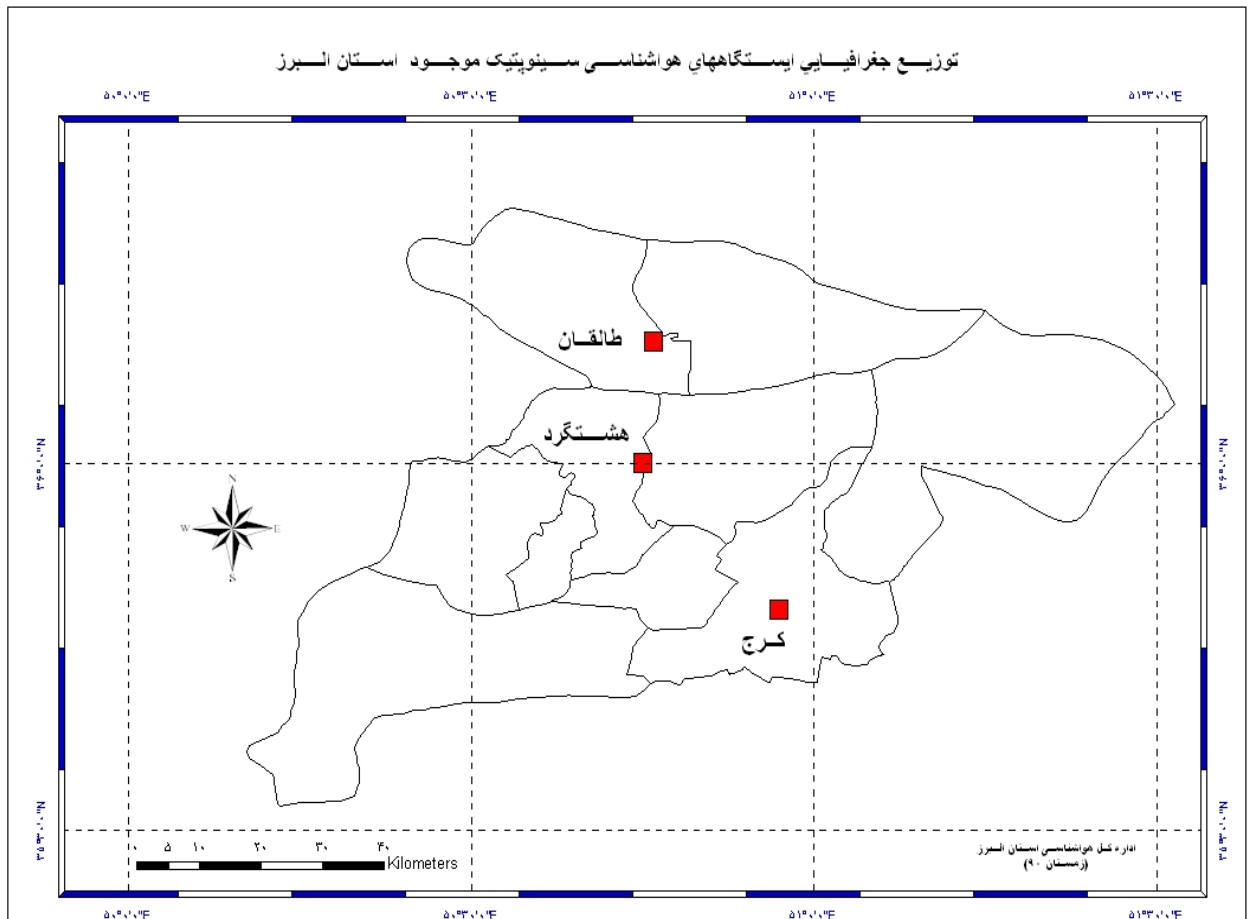 توزیع جغرافیایي ایستگاههاي هواشناسی سینوپتیک موجود استان البرز
۵۰°۰'۰"E ۵۰°۳۰'۰"E ۵۱°۰'۰"E ۵۱°۳۰'۰"E
طالقان
هشتگرد
۳۶°۰'۰"N ۳۶°۰'۰"N
N
W E
S
کرج
۳۵°۳۰'۰"N ۳۵°۳۰'۰"N
۰ ۵ ۱۰ ۲۰ ۳۰ ۴۰
Kilometers
اداره کل هواشناسی استان البرز
(زمستان ۹۰)
۵۰°۰'۰"E ۵۰°۳۰'۰"E ۵۱°۰'۰"E ۵۱°۳۰'۰"E